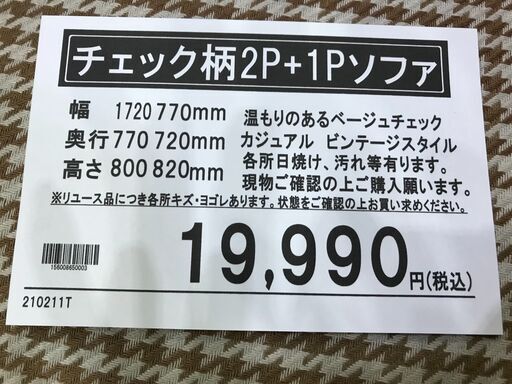 チェック柄2P+1Pソファ
幅 1720 770mm
奥行 770 720mm
高さ 800 820mm
温もりのあるベージュチェック
カジュアル ビンテージスタイル
各所日焼け、汚れ等有ります。
現物ご確認の上ご購入願います。
※リユース品につき各所キズ・ヨゴレあります。状態をご確認の上お買い求めください。
19,990円(税込)
156008650003
210211T